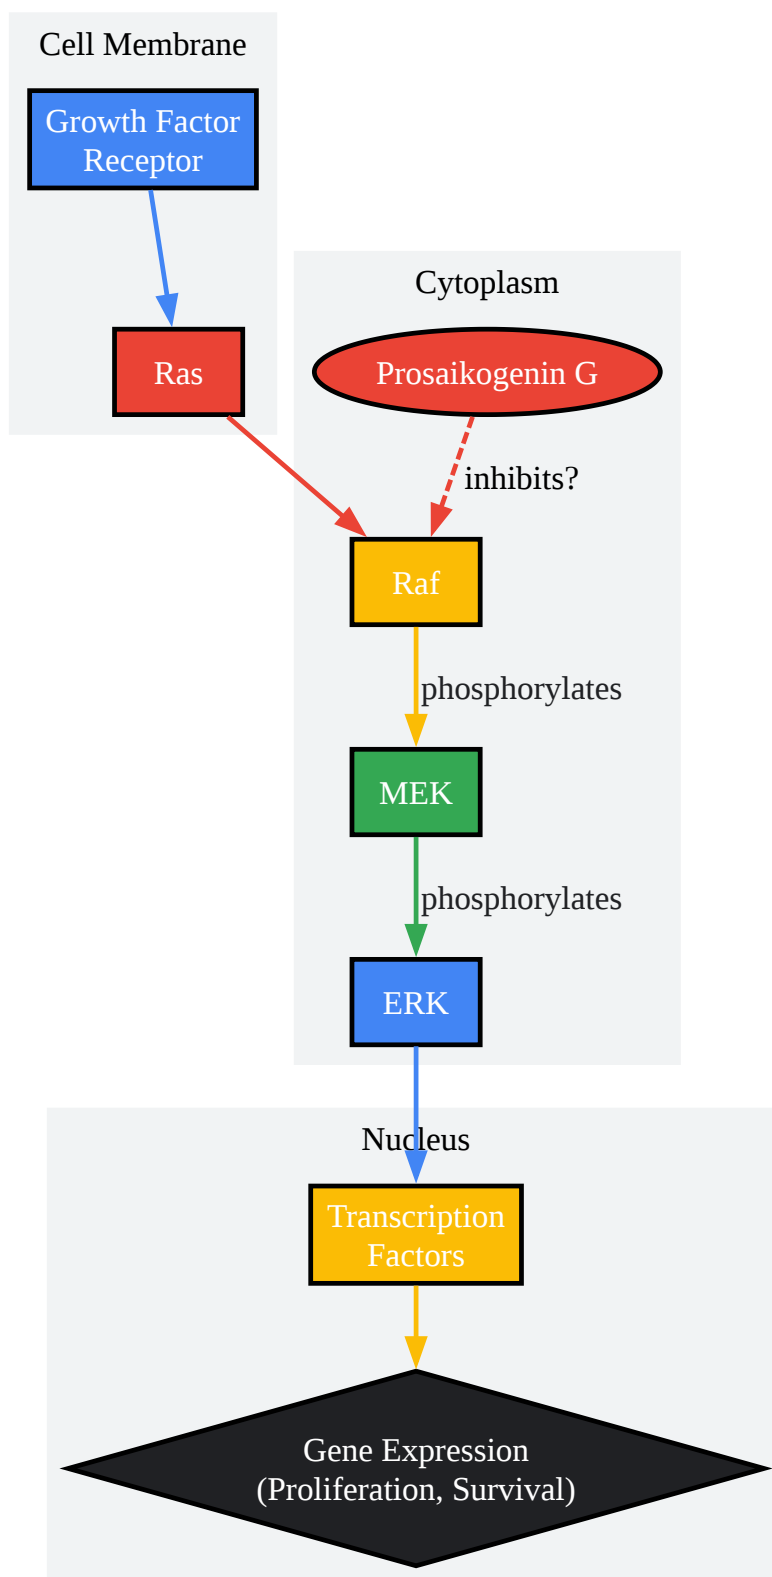 Cell Membrane
Growth Factor
Receptor
Ras
Cytoplasm
Prosaikogenin G
inhibits?
Raf
phosphorylates
MEK
phosphorylates
ERK
Nucleus
Transcription
Factors
Gene Expression
(Proliferation, Survival)